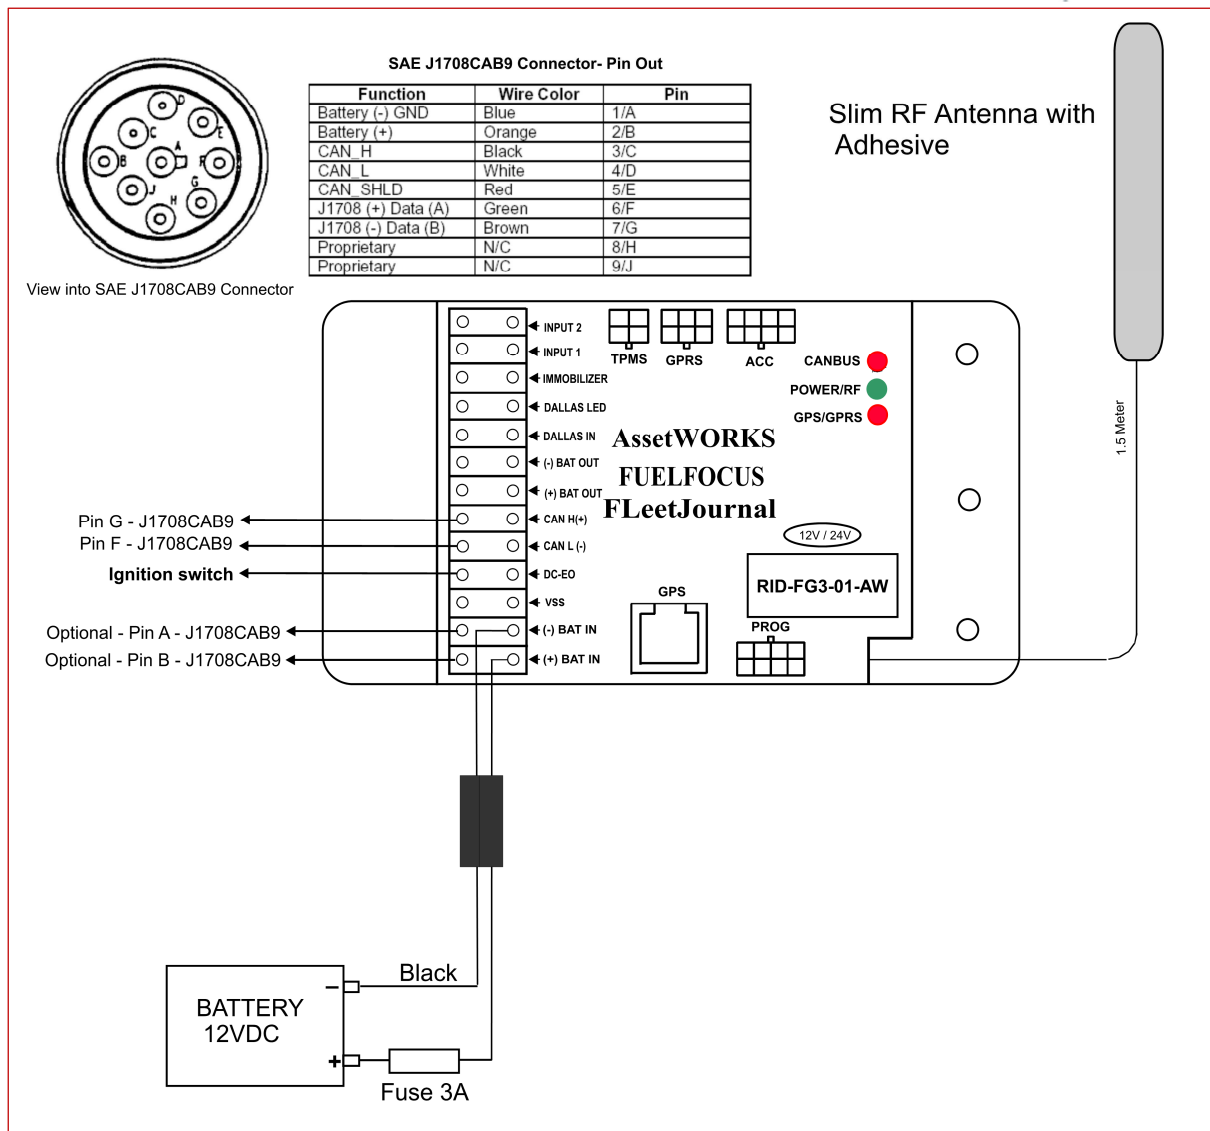 SAE J1708CAB9 Connector- Pin Out
Function Wire Color Pin
Battery (-) GND Blue 1/A
Battery (+) Orange 2/B
CAN_H Black 3/C
CAN_L White 4/D
CAN_SHLD Red 5/E
J1708 (+) Data (A) Green 6/F
J1708 (-) Data (B) Brown 7/G
Proprietary N/C 8/H
Proprietary N/C 9/J
D
C
E
A
B
F
J
G
H
View into SAE J1708CAB9 Connector
Slim RF Antenna with
Adhesive
1.5 Meter
INPUT 2
INPUT 1
IMMOBILIZER
DALLAS LED
DALLAS IN
(-) BAT OUT
(+) BAT OUT
CAN H(+)
CAN L (-)
DC-EO
VSS
(-) BAT IN
(+) BAT IN
TPMS
GPRS
ACC
CANBUS
POWER/RF
GPS/GPRS
AssetWORKS
FUELFOCUS
FLeetJournal
12V / 24V
RID-FG3-01-AW
GPS
PROG
Pin G - J1708CAB9
Pin F - J1708CAB9
Ignition switch
Optional - Pin A - J1708CAB9
Optional - Pin B - J1708CAB9
Black
BATTERY
12VDC
−
+
Fuse 3A